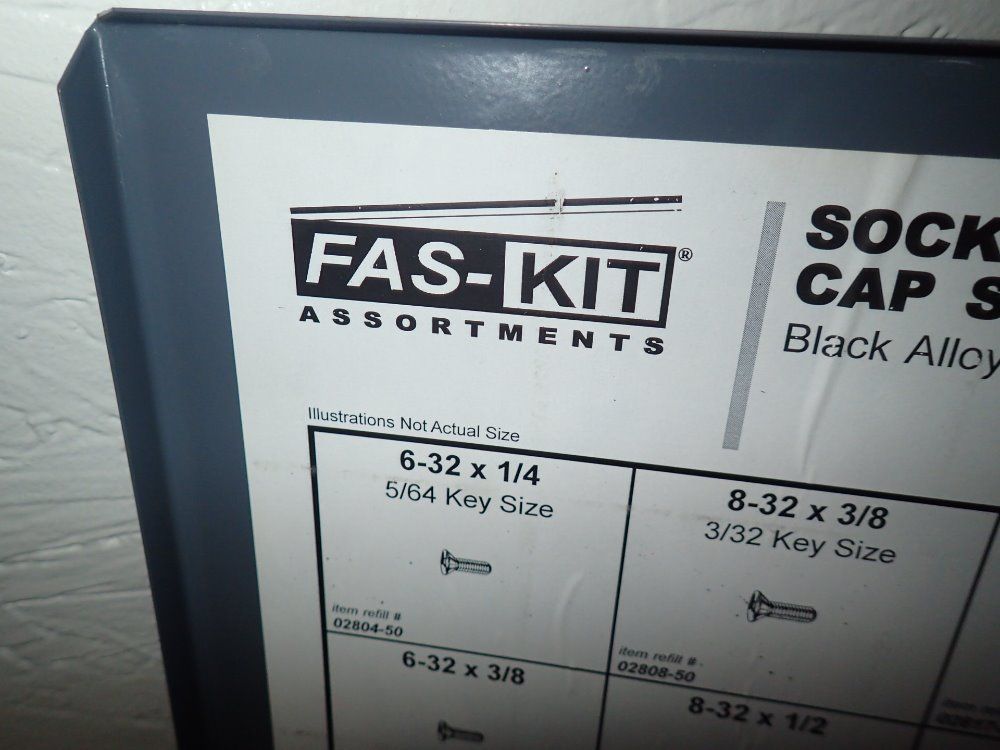 FAS-KIT®
ASSORTMENTS
SOCK
CAP S
Black Alloy
Illustrations Not Actual Size
6-32 x 1/4
5/64 Key Size
item refill #
02804-50
8-32 x 3/8
3/32 Key Size
item refill #
02808-50
6-32 x 3/8
8-32 x 1/2